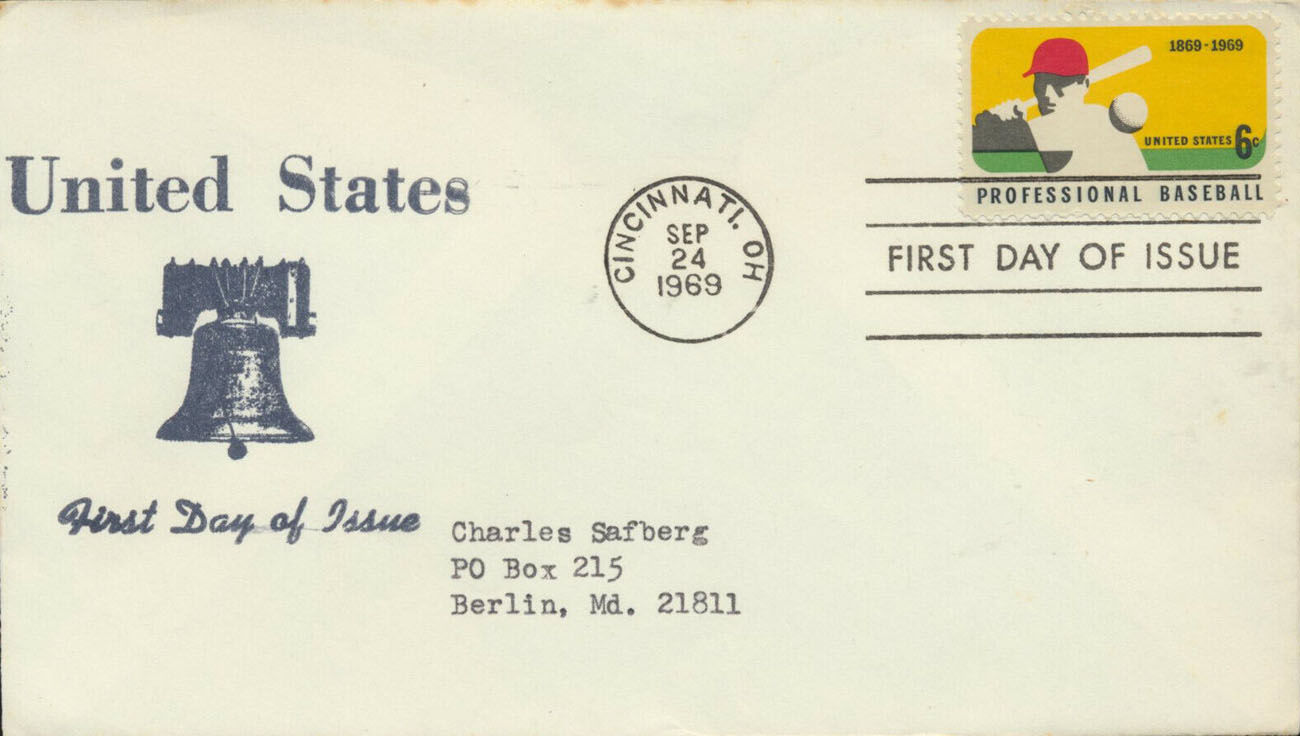 United States
First Day of Issue
CINCINNATI, OH
SEP
24
1969
1869-1969
UNITED STATES 6c
PROFESSIONAL BASEBALL
FIRST DAY OF ISSUE
Charles Safberg
PO Box 215
Berlin, Md. 21811